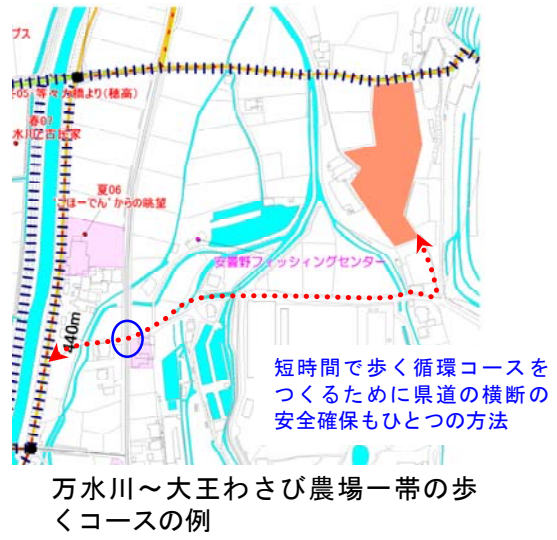 プス
-05 等々力橋より(穂高)
春07
水川と古民家
夏06
"ごほーでん"からの眺望
安曇野フィッシングセンター
440m
短時間で歩く循環コースを
つくるために県道の横断の
安全確保もひとつの方法
万水川～大王わさび農場一帯の歩
くコースの例